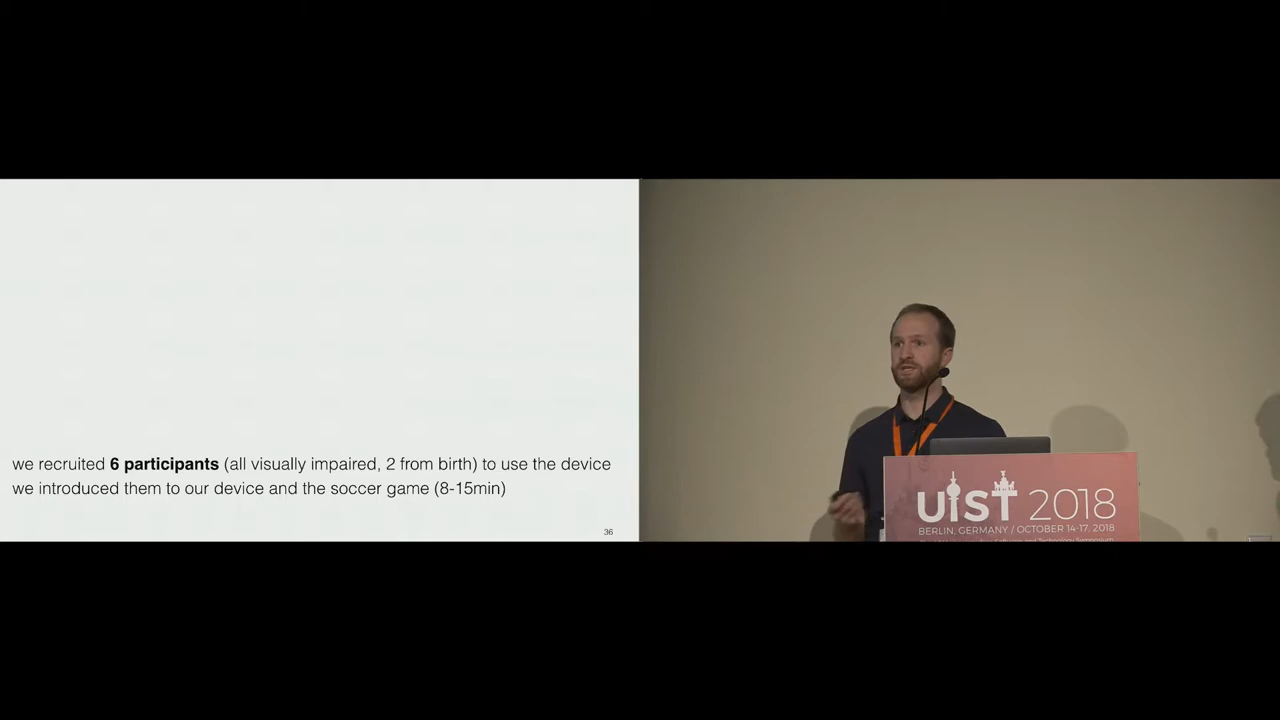 we recruited 6 participants (all visually impaired, 2 from birth) to use the device
we introduced them to our device and the soccer game (8-15min)
36
UIST 2018
BERLIN, GERMANY / OCTOBER 14-17, 2018